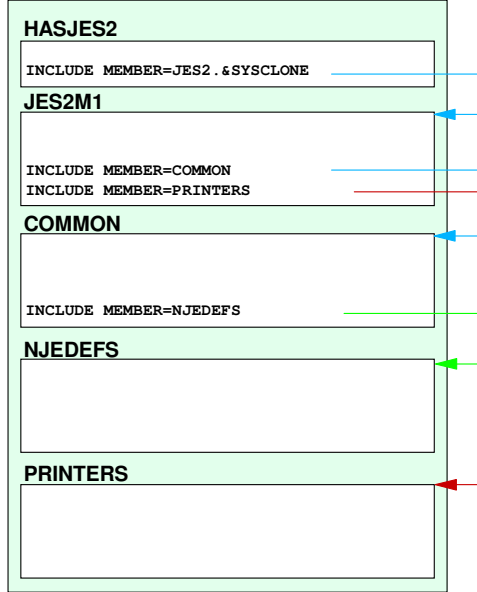 HASJES2
INCLUDE MEMBER=JES2.&SYSCLONE
JES2M1
INCLUDE MEMBER=COMMON
INCLUDE MEMBER=PRINTERS
COMMON
INCLUDE MEMBER=NJEDEFS
NJEDEFS
PRINTERS